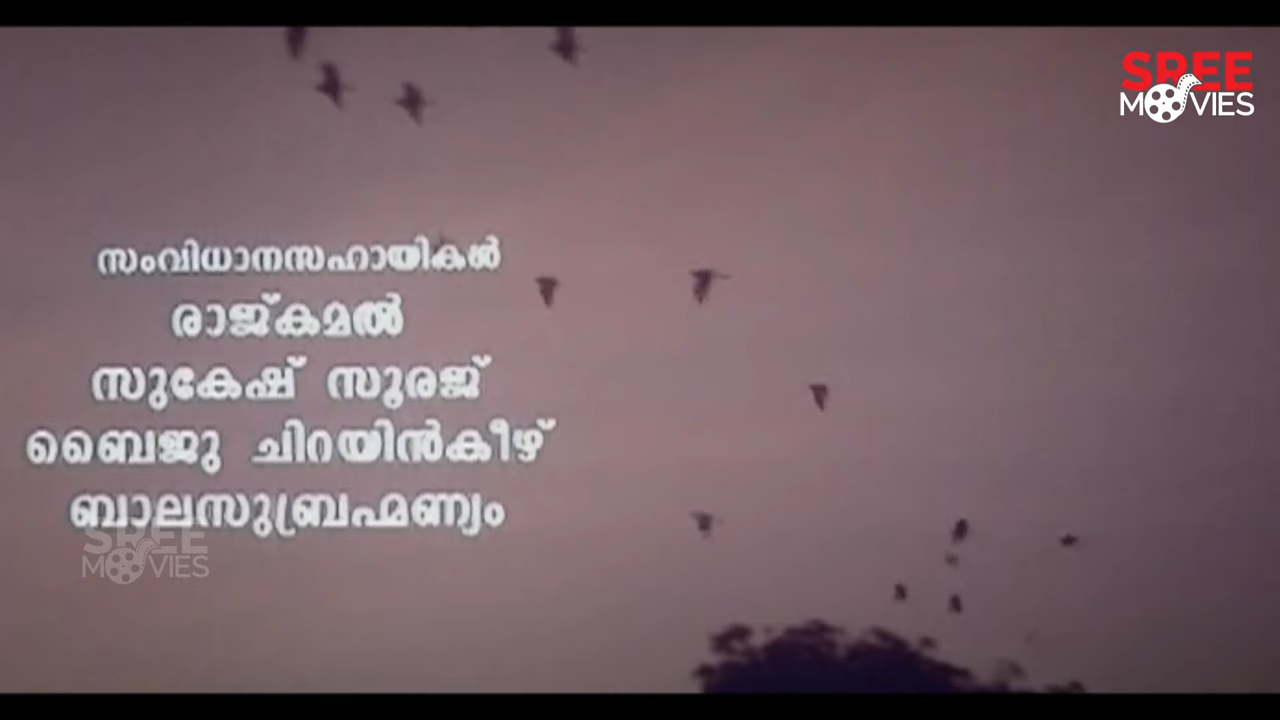 SREE
MOVIES
സംവിധാനസഹായികൾ
രാജ്കമൽ
സുകേഷ് സൂരജ്
ബൈജു ചിറയിൻകീഴ്
ബാലസുബ്രഹ്മണ്യം
SREE
MOVIES